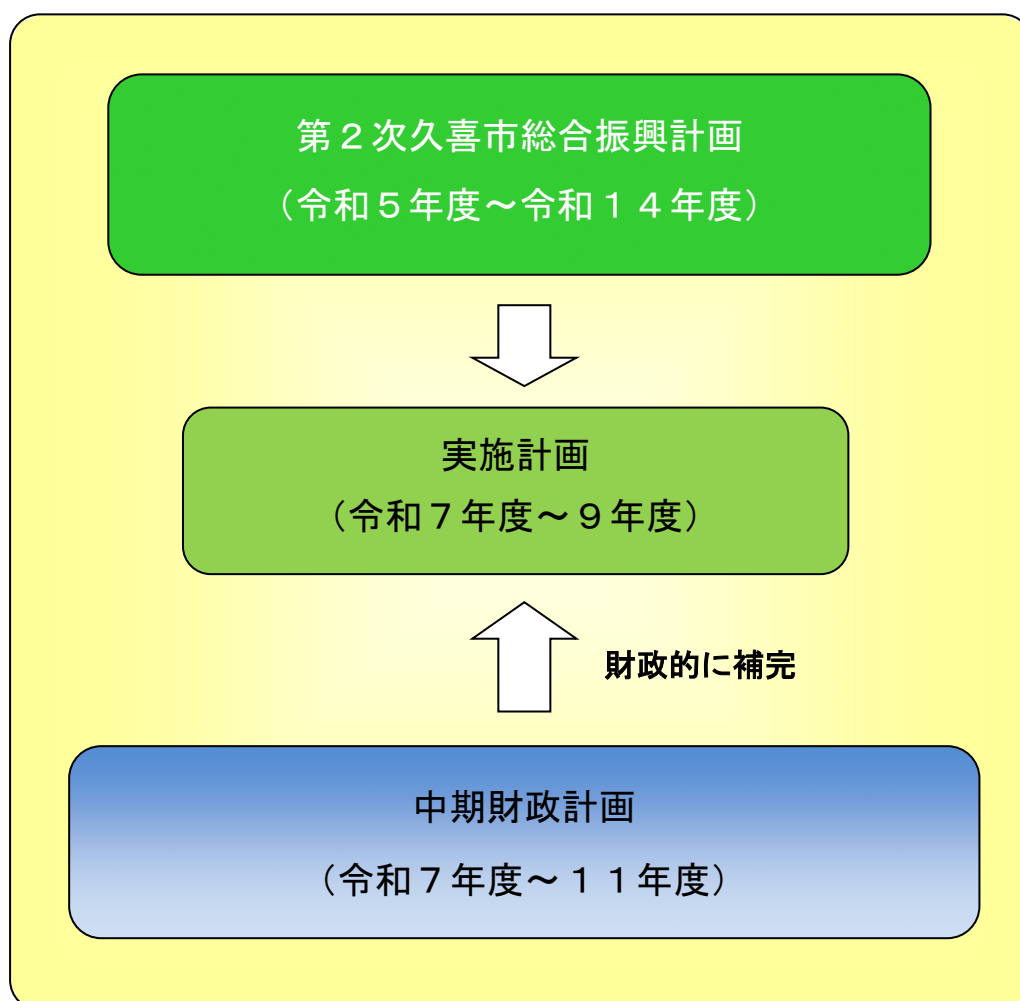 第２次久喜市総合振興計画
（令和５年度～令和１４年度）
実施計画
（令和７年度～９年度）
財政的に補完
中期財政計画
（令和７年度～１１年度）